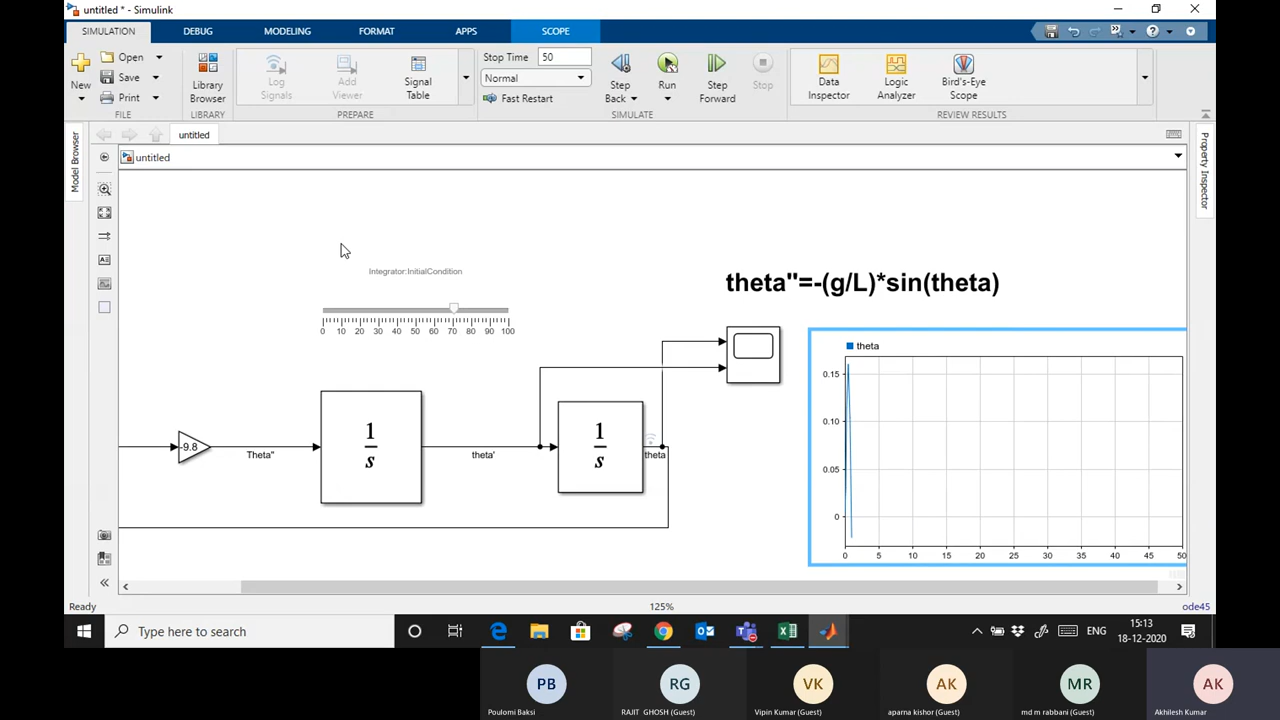 untitled * - Simulink
SIMULATION DEBUG MODELING FORMAT APPS SCOPE
New
Open
Save
Print
FILE
Library Browser
LIBRARY
Log Signals
Add Viewer
Signal Table
PREPARE
Stop Time 50
Normal
Fast Restart
Step Back
Run
Step Forward
Stop
SIMULATE
Data Inspector
Logic Analyzer
Bird's-Eye Scope
REVIEW RESULTS
untitled
untitled
Model Browser
Property Inspector
Integrator:InitialCondition
0 10 20 30 40 50 60 70 80 90 100
theta"=-(g/L)*sin(theta)
-9.8
Theta"
1
s
theta'
1
s
theta
theta
0.15
0.10
0.05
0
0 5 10 15 20 25 30 35 40 45 50
Ready 125% ode45
Type here to search
ENG
15:13
18-12-2020
PB
Poulomi Baksi
RG
RAJIT GHOSH (Guest)
VK
Vipin Kumar (Guest)
AK
aparna kishor (Guest)
MR
md m rabbani (Guest)
AK
Akhilesh Kumar